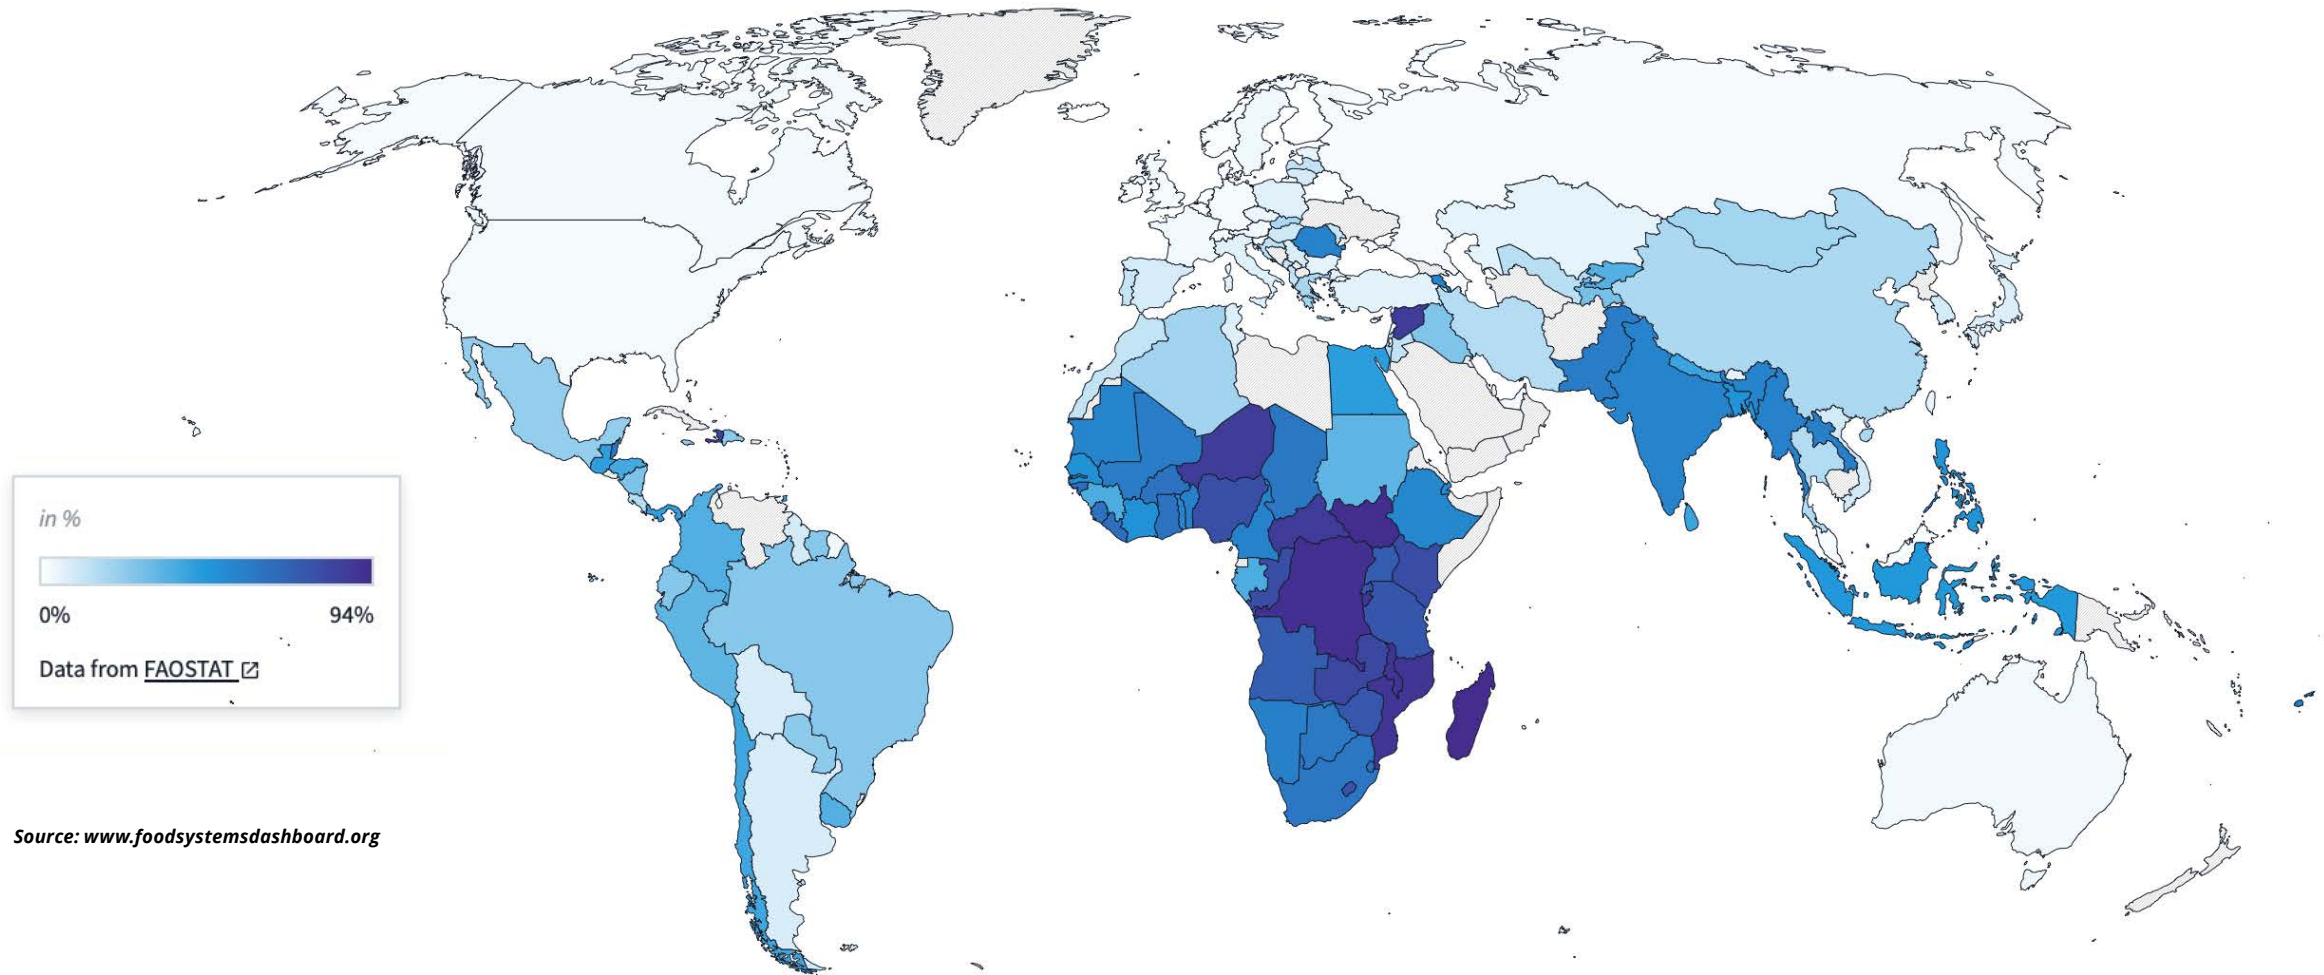 in %
0% 94%
Data from FAOSTAT
Source: www.foodsystemsdashboard.org